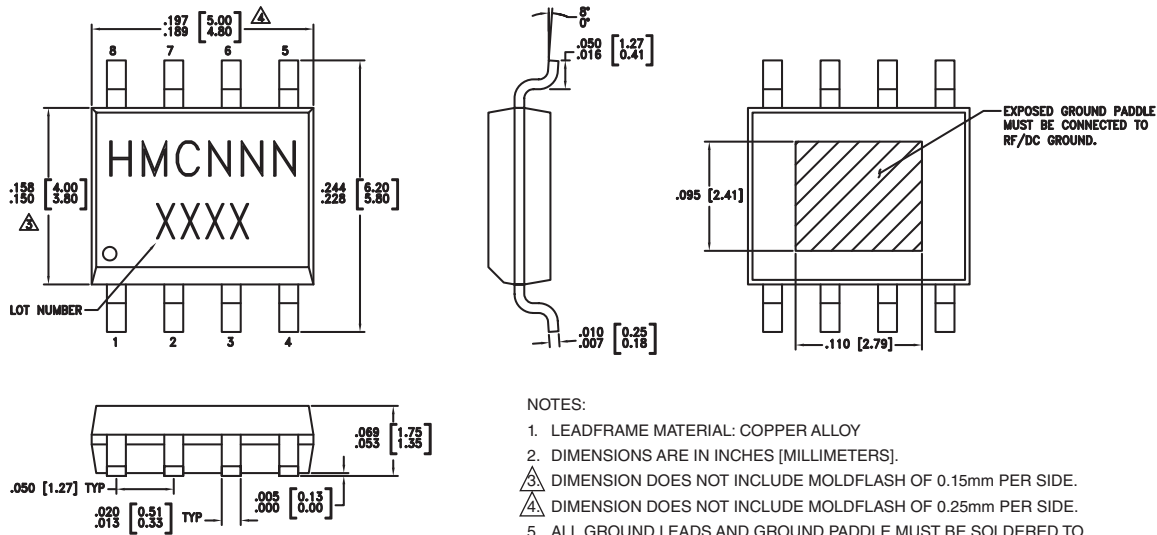 .197 [5.00]
.189 [4.80] 4
8 7 6 5
HMCNNN
XXXX
.158 [4.00]
.150 [3.80]
3
.244 [6.20]
.228 [5.80]
LOT NUMBER
1 2 3 4
8°
0°
.050 [1.27]
.016 [0.41]
.010 [0.25]
.007 [0.18]
EXPOSED GROUND PADDLE
MUST BE CONNECTED TO
RF/DC GROUND.
.095 [2.41]
.110 [2.79]
.069 [1.75]
.053 [1.35]
.050 [1.27] TYP
.020 [0.51]
.013 [0.33] TYP
.005 [0.13]
.000 [0.00]
NOTES:
1. LEADFRAME MATERIAL: COPPER ALLOY
2. DIMENSIONS ARE IN INCHES [MILLIMETERS].
3. DIMENSION DOES NOT INCLUDE MOLDFLASH OF 0.15mm PER SIDE.
4. DIMENSION DOES NOT INCLUDE MOLDFLASH OF 0.25mm PER SIDE.
5. ALL GROUND LEADS AND GROUND PADDLE MUST BE SOLDERED TO